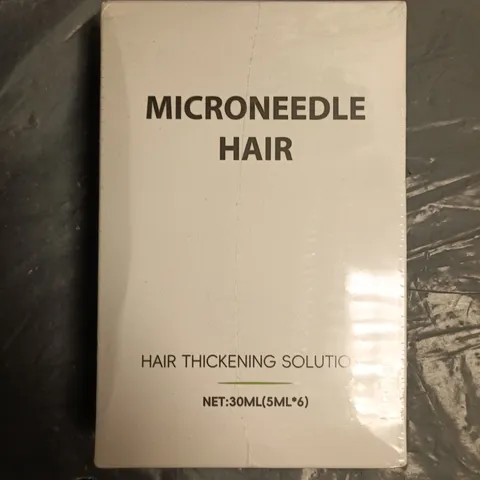 MICRONEEDLE
HAIR
HAIR THICKENING SOLUTIO
NET:30ML(5ML*6)